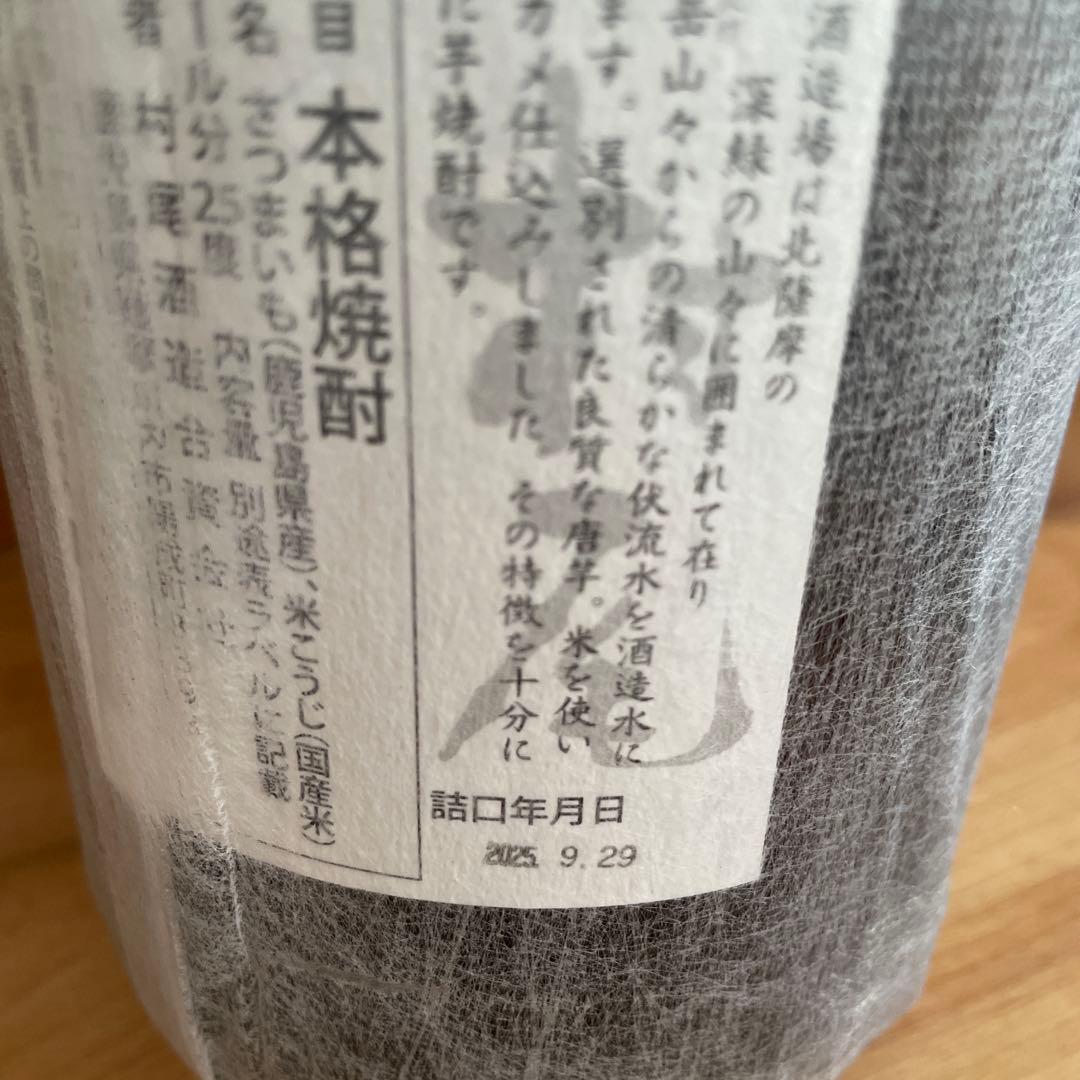 酒造場は北薩摩の
深緑の山々に囲まれて在り
岳山々からの清らかな伏流水を酒造水に
ます。選別された良質な唐芋。米を使い
カメ仕込みしました。その特徴を十分に
に芋焼酎です。
詰口年月日
2025. 9. 29
目 本格焼酎
名 さつまいも(鹿児島県産)、米こうじ(国産米)
ール分25度 内容量 別途表ラベルに記載
者 村尾酒造合資会社